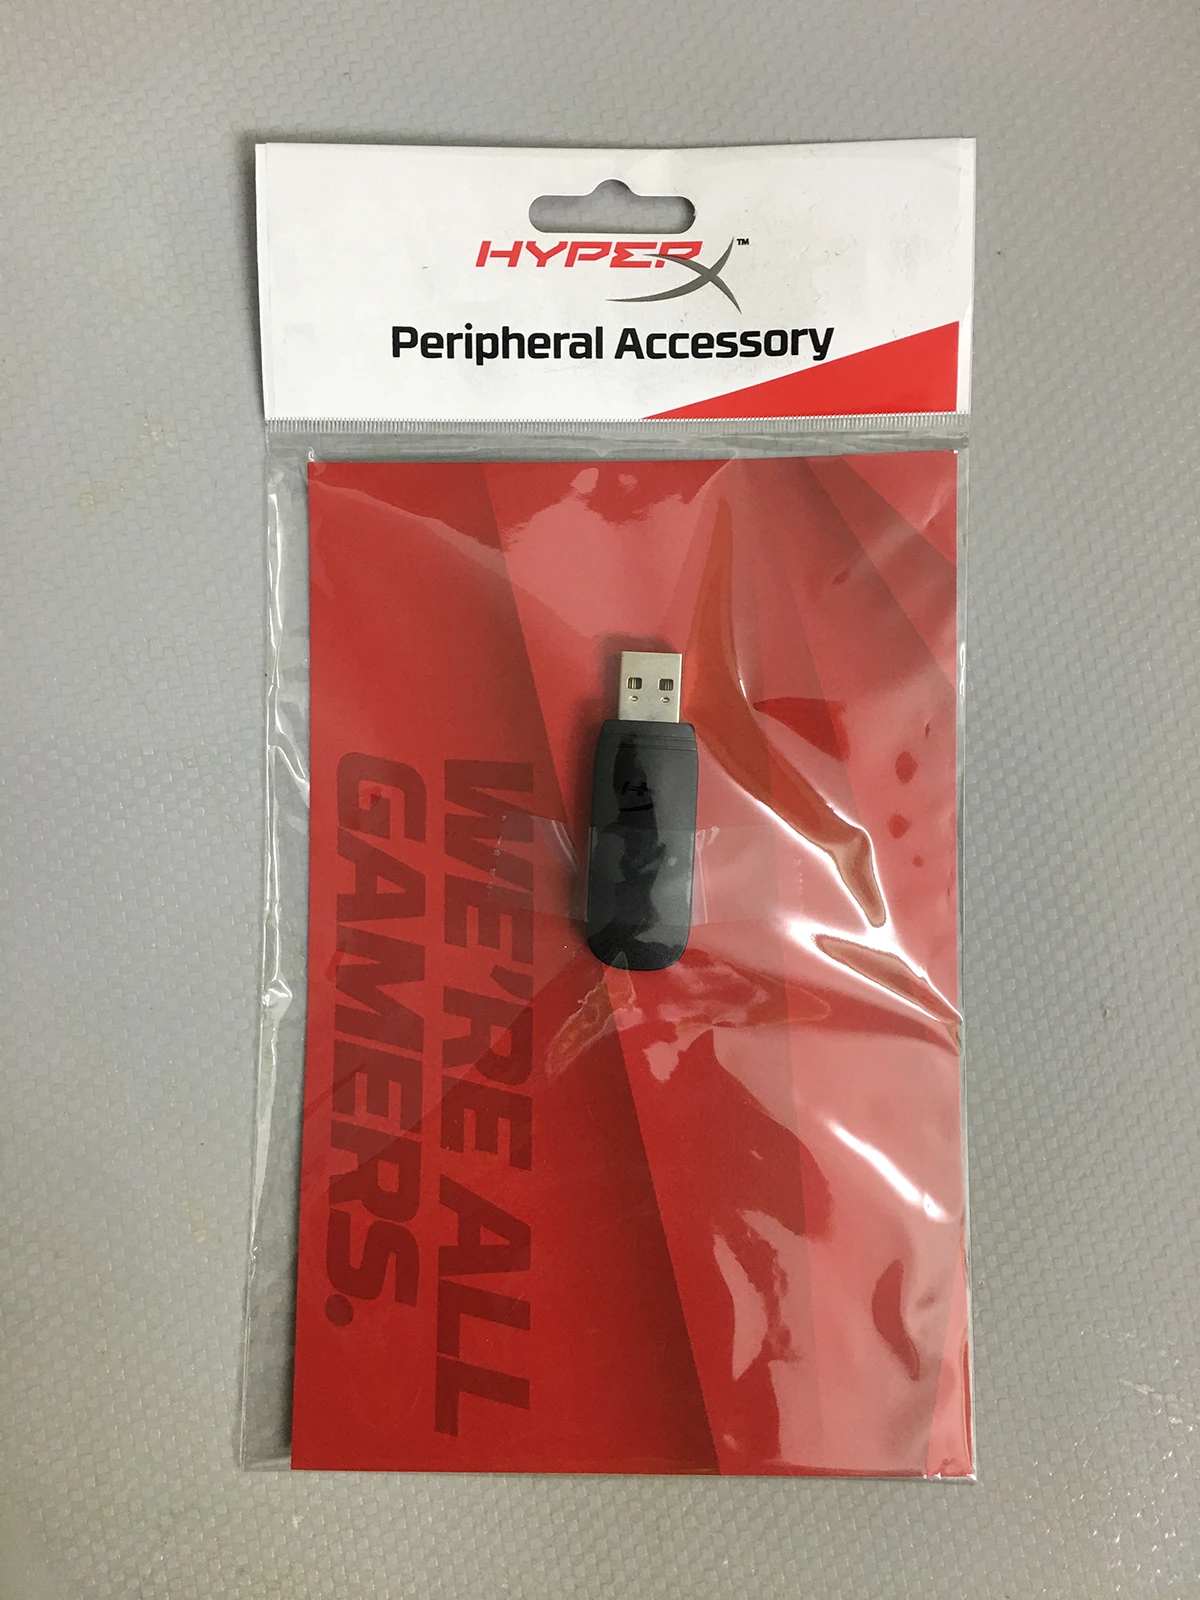 HYPERX™
Peripheral Accessory
WE'RE ALL
GAMERS.